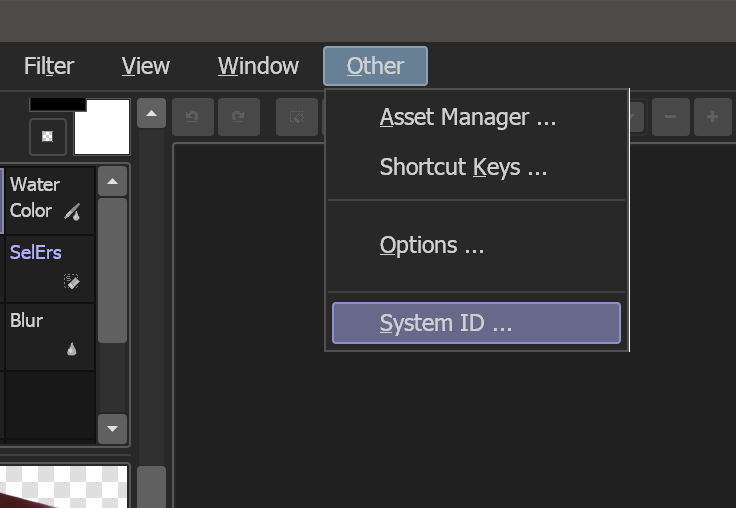 Filter View Window Other
Asset Manager ...
Shortcut Keys ...
Options ...
System ID ...
Water
Color
SelErs
Blur